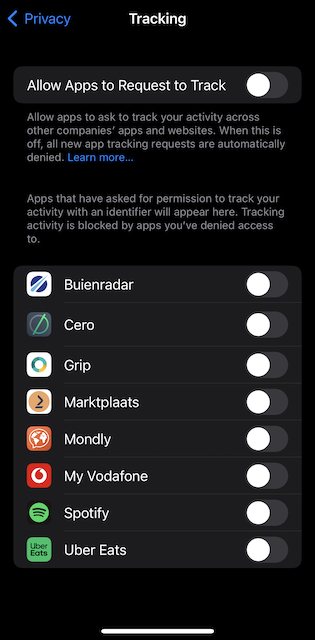 Privacy
Tracking
Allow Apps to Request to Track
Allow apps to ask to track your activity across
other companies' apps and websites. When this is
off, all new app tracking requests are automatically
denied. Learn more...
Apps that have asked for permission to track your
activity with an identifier will appear here. Tracking
activity is blocked by apps you've denied access
to.
Buienradar
Cero
Grip
Marktplaats
Mondly
My Vodafone
Spotify
Uber
Eats
Uber Eats